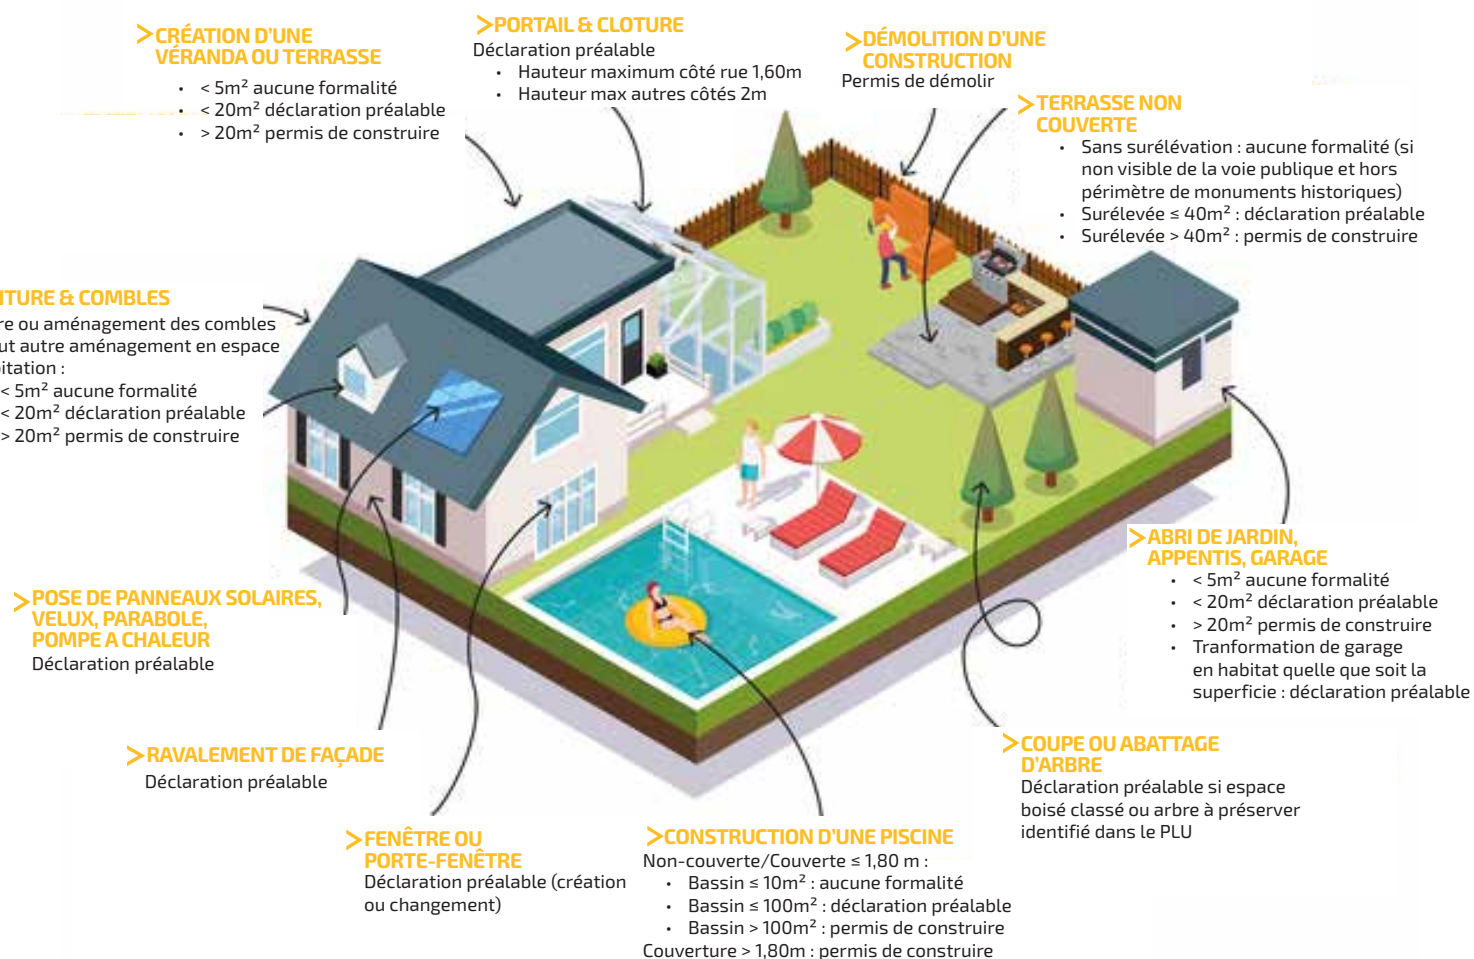 CRÉATION D'UNE
VÉRANDA OU TERRASSE
• < 5m² aucune formalité
• < 20m² déclaration préalable
• > 20m² permis de construire
PORTAIL & CLOTURE
Déclaration préalable
• Hauteur maximum côté rue 1,60m
• Hauteur max autres côtés 2m
DÉMOLITION D'UNE
CONSTRUCTION
Permis de démolir
TERRASSE NON
COUVERTE
• Sans surélévation : aucune formalité (si
non visible de la voie publique et hors
périmètre de monuments historiques)
• Surélevée ≤ 40m² : déclaration préalable
• Surélevée > 40m² : permis de construire
ITURE & COMBLES
re ou aménagement des combles
ut autre aménagement en espace
itation :
< 5m² aucune formalité
< 20m² déclaration préalable
> 20m² permis de construire
POSE DE PANNEAUX SOLAIRES,
VELUX, PARABOLE,
POMPE A CHALEUR
Déclaration préalable
ABRI DE JARDIN,
APPENTIS, GARAGE
• < 5m² aucune formalité
• < 20m² déclaration préalable
• > 20m² permis de construire
• Tranformation de garage
en habitat quelle que soit la
superficie : déclaration préalable
RAVALEMENT DE FAÇADE
Déclaration préalable
COUPE OU ABATTAGE
D'ARBRE
Déclaration préalable si espace
boisé classé ou arbre à préserver
identifié dans le PLU
FENÊTRE OU
PORTE-FENÊTRE
Déclaration préalable (création
ou changement)
CONSTRUCTION D'UNE PISCINE
Non-couverte/Couverte ≤ 1,80 m :
• Bassin ≤ 10m² : aucune formalité
• Bassin ≤ 100m² : déclaration préalable
• Bassin > 100m² : permis de construire
Couverture > 1,80m : permis de construire